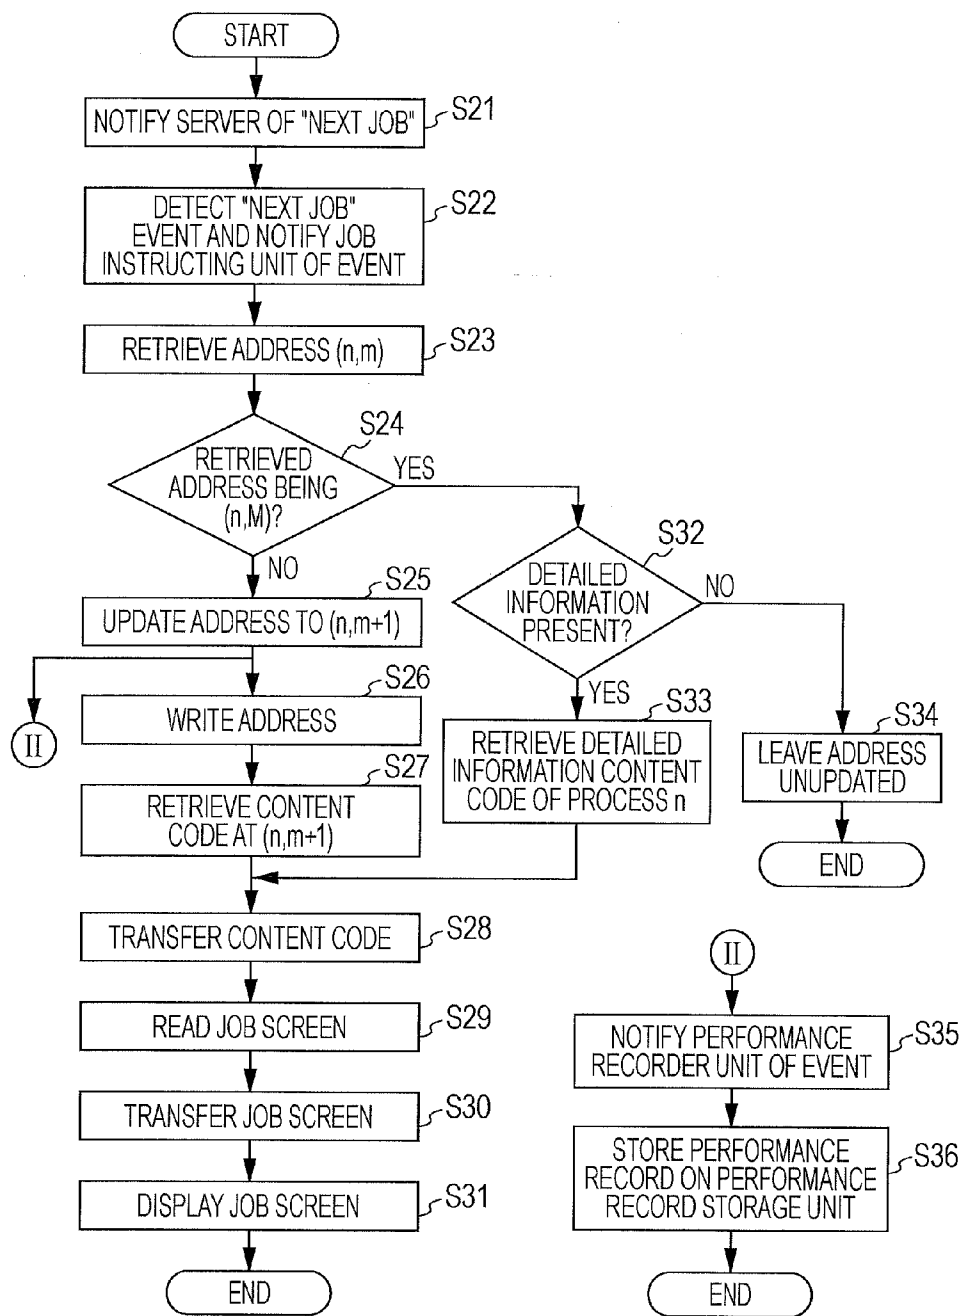 START
NOTIFY SERVER OF "NEXT JOB"
S21
DETECT "NEXT JOB"
EVENT AND NOTIFY JOB
INSTRUCTING UNIT OF EVENT
S22
RETRIEVE ADDRESS (n,m)
S23
RETRIEVED
ADDRESS BEING
(n,M)?
S24
YES
NO
UPDATE ADDRESS TO (n,m+1)
S25
II
WRITE ADDRESS
S26
RETRIEVE CONTENT
CODE AT (n,m+1)
S27
DETAILED
INFORMATION
PRESENT?
S32
NO
YES
RETRIEVE DETAILED
INFORMATION CONTENT
CODE OF PROCESS n
S33
LEAVE ADDRESS
UNUPDATED
S34
END
TRANSFER CONTENT CODE
S28
READ JOB SCREEN
S29
TRANSFER JOB SCREEN
S30
DISPLAY JOB SCREEN
S31
END
II
NOTIFY PERFORMANCE
RECORDER UNIT OF EVENT
S35
STORE PERFORMANCE
RECORD ON PERFORMANCE
RECORD STORAGE UNIT
S36
END